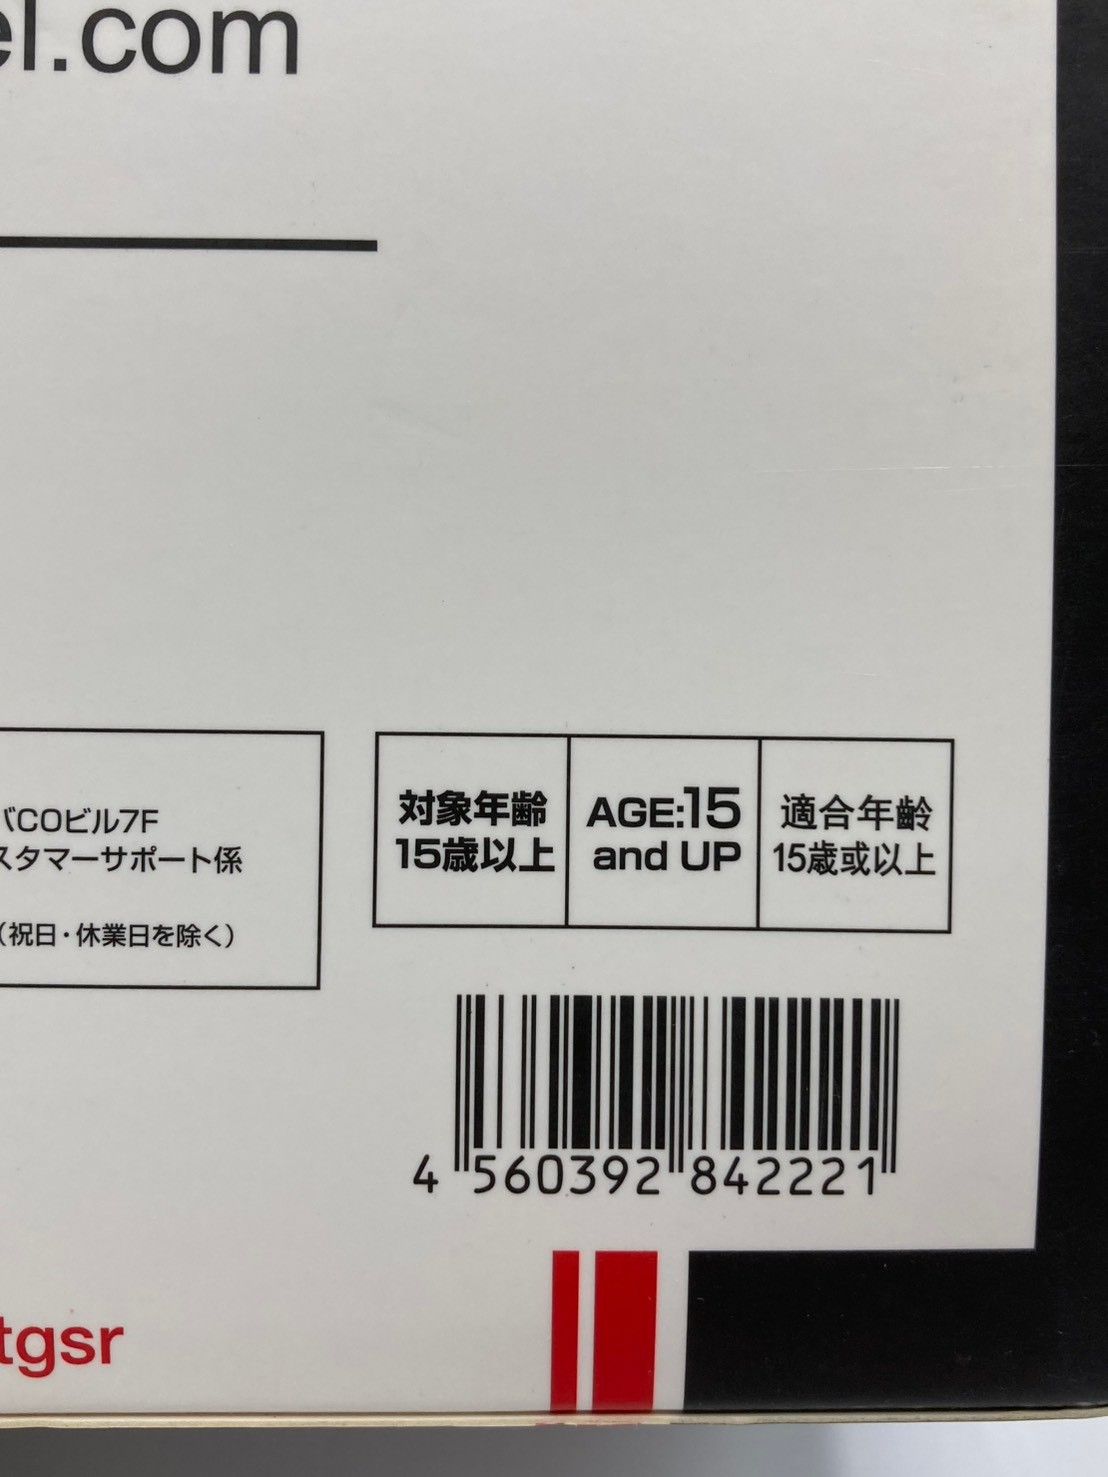 el.com
バCOビル7F
スタマーサポート係
（祝日・休業日を除く）
対象年齢
15歳以上
AGE:15
and UP
適合年齡
15歲或以上
4 560392 842221
tgsr